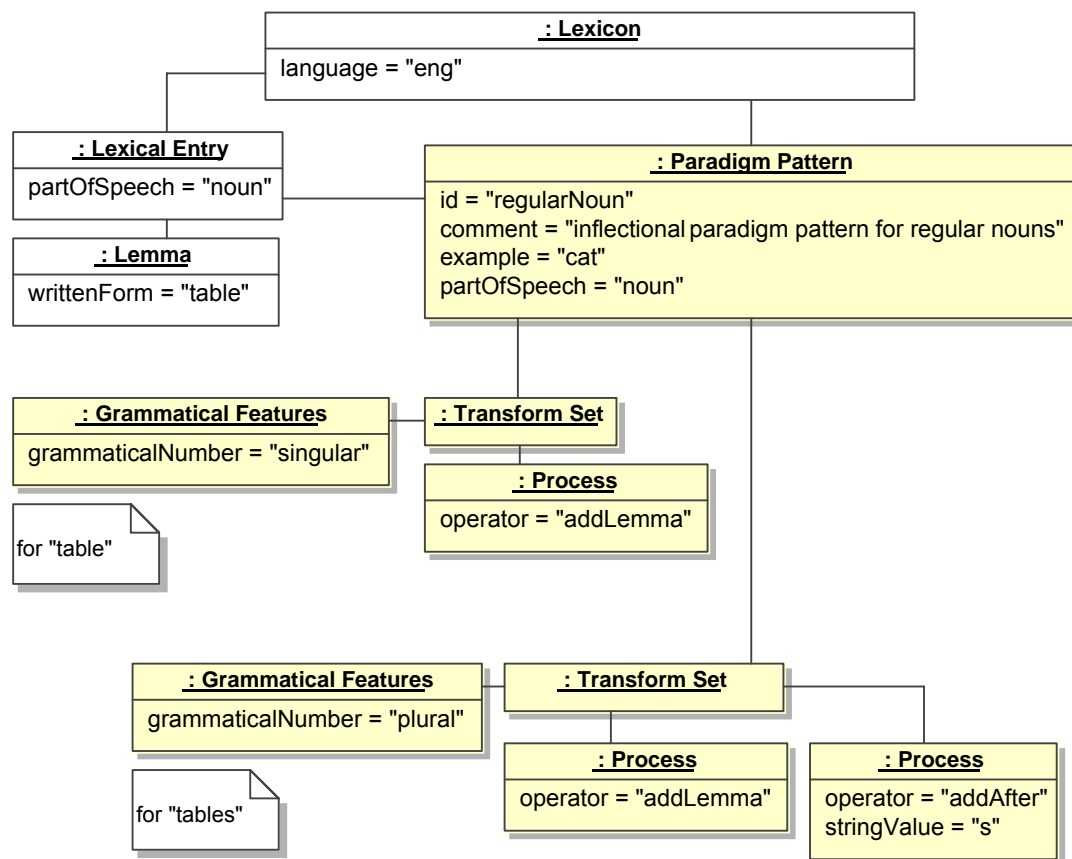 : Lexicon
language = "eng"
: Lexical Entry
partOfSpeech = "noun"
: Lemma
writtenForm = "table"
: Paradigm Pattern
id = "regularNoun"
comment = "inflectional paradigm pattern for regular nouns"
example = "cat"
partOfSpeech = "noun"
: Grammatical Features
grammaticalNumber = "singular"
: Transform Set
: Process
operator = "addLemma"
for "table"
: Grammatical Features
grammaticalNumber = "plural"
: Transform Set
: Process
operator = "addLemma"
: Process
operator = "addAfter"
stringValue = "s"
for "tables"